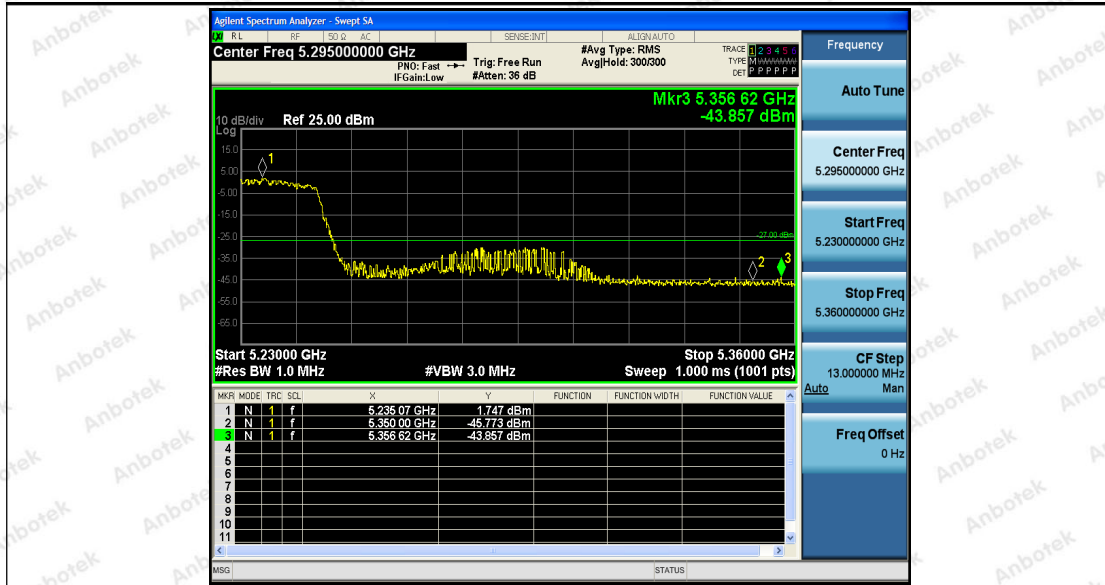 Agilent Spectrum Analyzer - Swept SA
LXI RL RF 50 Ω AC SENSE:INT ALIGNAUTO
Center Freq 5.295000000 GHz
#Avg Type: RMS
TRACE 1 2 3 4 5 6
PNO: Fast
Trig: Free Run
Avg|Hold: 300/300
TYPE M WWWWW
IFGain:Low
#Atten: 36 dB
DET P P P P P P
Mkr3 5.356 62 GHz
-43.857 dBm
10 dB/div Ref 25.00 dBm
Log
15.0
5.00
-5.00
-15.0
-25.0
-35.0
-45.0
-55.0
-65.0
1
2
3
-27.00 dBm
Start 5.23000 GHz Stop 5.36000 GHz
#Res BW 1.0 MHz #VBW 3.0 MHz Sweep 1.000 ms (1001 pts)
MKR MODE TRC SCL X Y FUNCTION FUNCTION WIDTH FUNCTION VALUE
1 N 1 f 5.235 07 GHz 1.747 dBm
2 N 1 f 5.350 00 GHz -45.773 dBm
3 N 1 f 5.356 62 GHz -43.857 dBm
4
5
6
7
8
9
10
11
MSG STATUS
Frequency
Auto Tune
Center Freq
5.295000000 GHz
Start Freq
5.230000000 GHz
Stop Freq
5.360000000 GHz
CF Step
13.000000 MHz
Auto Man
Freq Offset
0 Hz
Anbotek